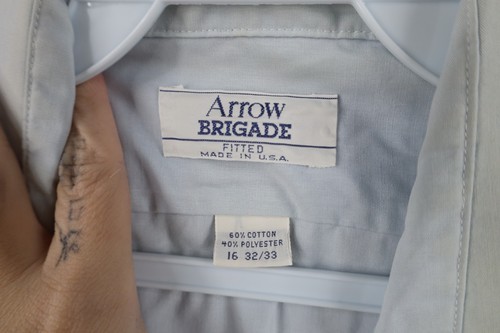 Arrow
BRIGADE
FITTED
MADE IN U.S.A.
60% COTTON
40% POLYESTER
16 32/33